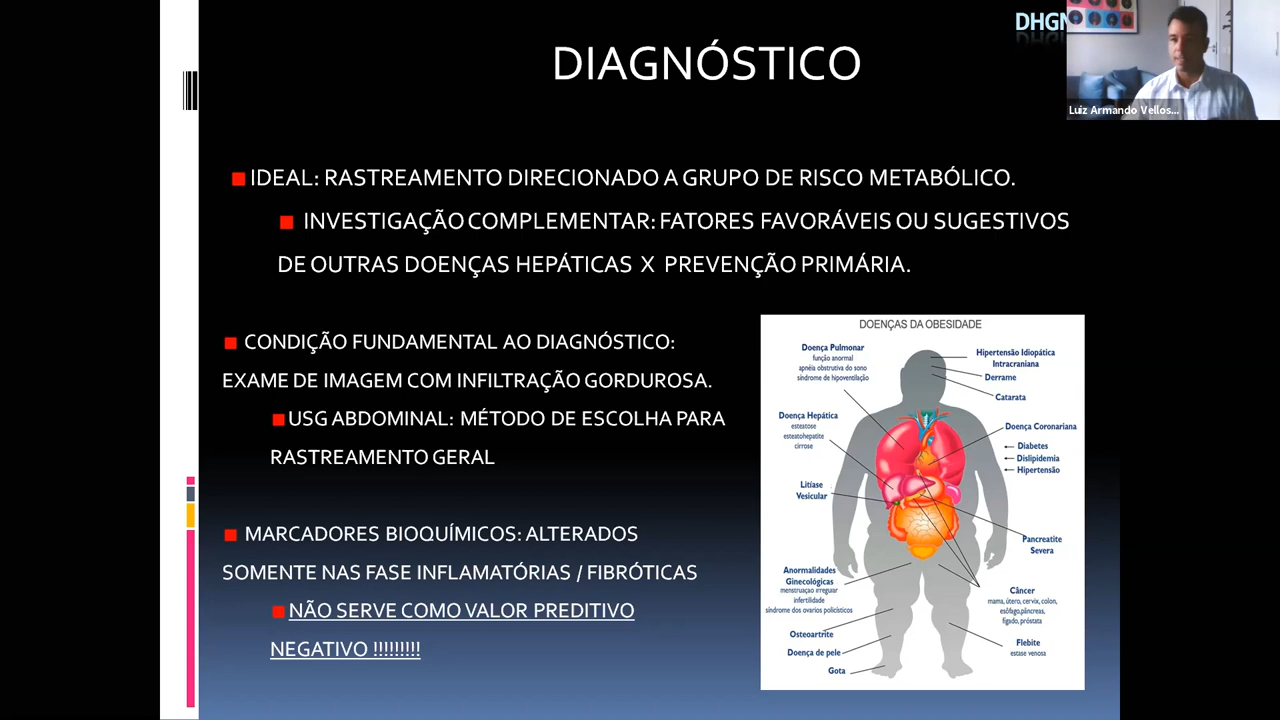 DHGN
DIAGNÓSTICO
Luiz Armando Vellos...
IDEAL: RASTREAMENTO DIRECIONADO A GRUPO DE RISCO METABÓLICO.
INVESTIGAÇÃO COMPLEMENTAR: FATORES FAVORÁVEIS OU SUGESTIVOS
DE OUTRAS DOENÇAS HEPÁTICAS X PREVENÇÃO PRIMÁRIA.
CONDIÇÃO FUNDAMENTAL AO DIAGNÓSTICO:
EXAME DE IMAGEM COM INFILTRAÇÃO GORDUROSA.
USG ABDOMINAL: MÉTODO DE ESCOLHA PARA
RASTREAMENTO GERAL
MARCADORES BIOQUÍMICOS: ALTERADOS
SOMENTE NAS FASE INFLAMATÓRIAS / FIBRÓTICAS
NÃO SERVE COMO VALOR PREDITIVO
NEGATIVO !!!!!!!!!
DOENÇAS DA OBESIDADE
Doença Pulmonar
função anormal
apnéia obstrutiva do sono
síndrome de hipoventilação
Doença Hepática
esteatose
esteatohepatite
cirrose
Litíase
Vesicular
Anormalidades
Ginecológicas
menstruaçao irregular
infertilidade
síndrome dos ovarios policísticos
Osteoartrite
Doença de pele
Gota
Hipertensão Idiopática
Intracraniana
Derrame
Catarata
Doença Coronariana
Diabetes
Dislipidemia
Hipertensão
Pancreatite
Severa
Câncer
mama, útero, cervix, colon,
esôfago,pâncreas,
fígado, próstata
Flebite
estase venosa